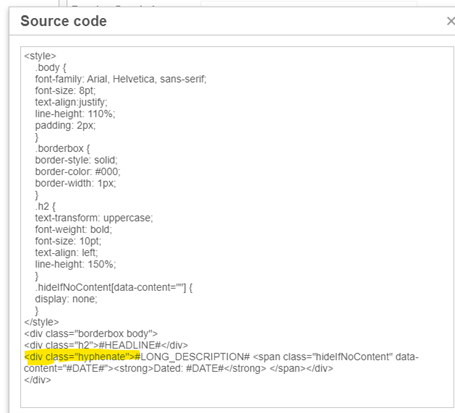 Source code
<style>
.body {
font-family: Arial, Helvetica, sans-serif;
font-size: 8pt;
text-align:justify;
line-height: 110%;
padding: 2px;
}
.borderbox {
border-style: solid;
border-color: #000;
border-width: 1px;
}
.h2 {
text-transform: uppercase;
font-weight: bold;
font-size: 10pt;
text-align: left;
line-height: 150%;
}
.hideIfNoContent[data-content=""] {
display: none;
}
</style>
<div class="borderbox body">
<div class="h2">#HEADLINE#</div>
<div class="hyphenate">#LONG_DESCRIPTION# <span class="hideIfNoContent" data-
content="#DATE#"><strong>Dated: #DATE#</strong> </span></div>
</div>